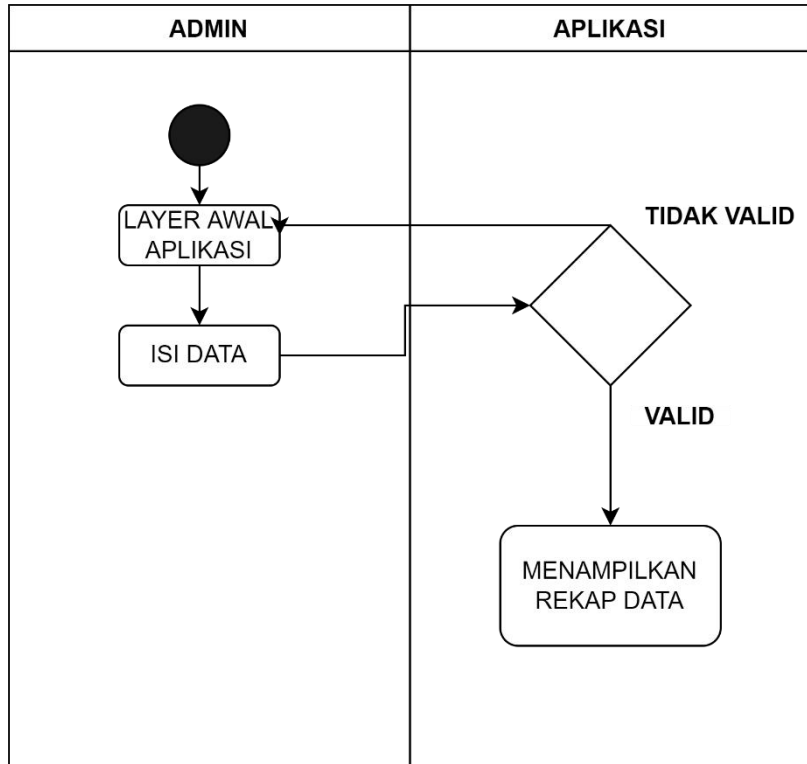 ADMIN
APLIKASI
LAYER AWAL
APLIKASI
TIDAK VALID
ISI DATA
VALID
MENAMPILKAN
REKAP DATA